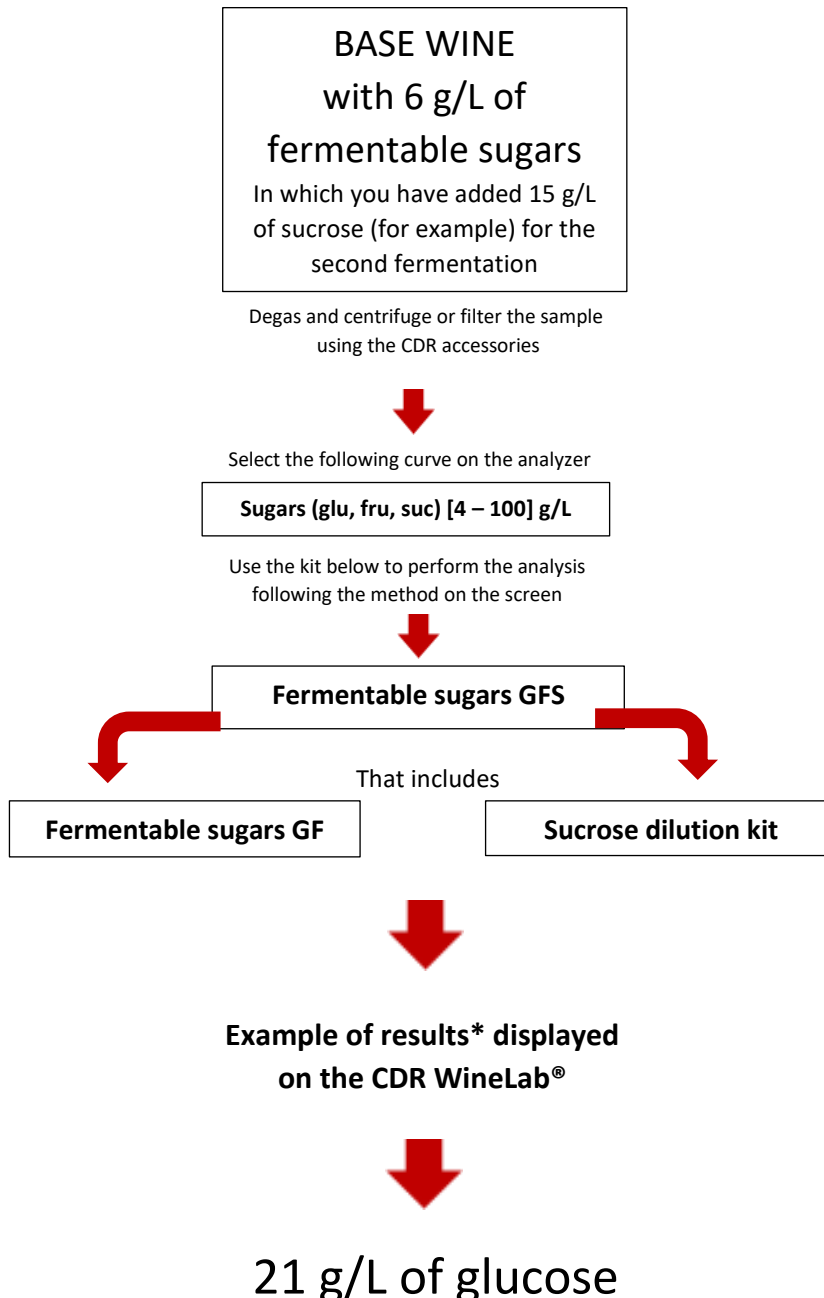 BASE WINE
with 6 g/L of
fermentable sugars
In which you have added 15 g/L
of sucrose (for example) for the
second fermentation
Degas and centrifuge or filter the sample
using the CDR accessories
Select the following curve on the analyzer
Sugars (glu, fru, suc) [4 – 100] g/L
Use the kit below to perform the analysis
following the method on the screen
Fermentable sugars GFS
That includes
Fermentable sugars GF
Sucrose dilution kit
Example of results* displayed
on the CDR WineLab®
21 g/L of glucose